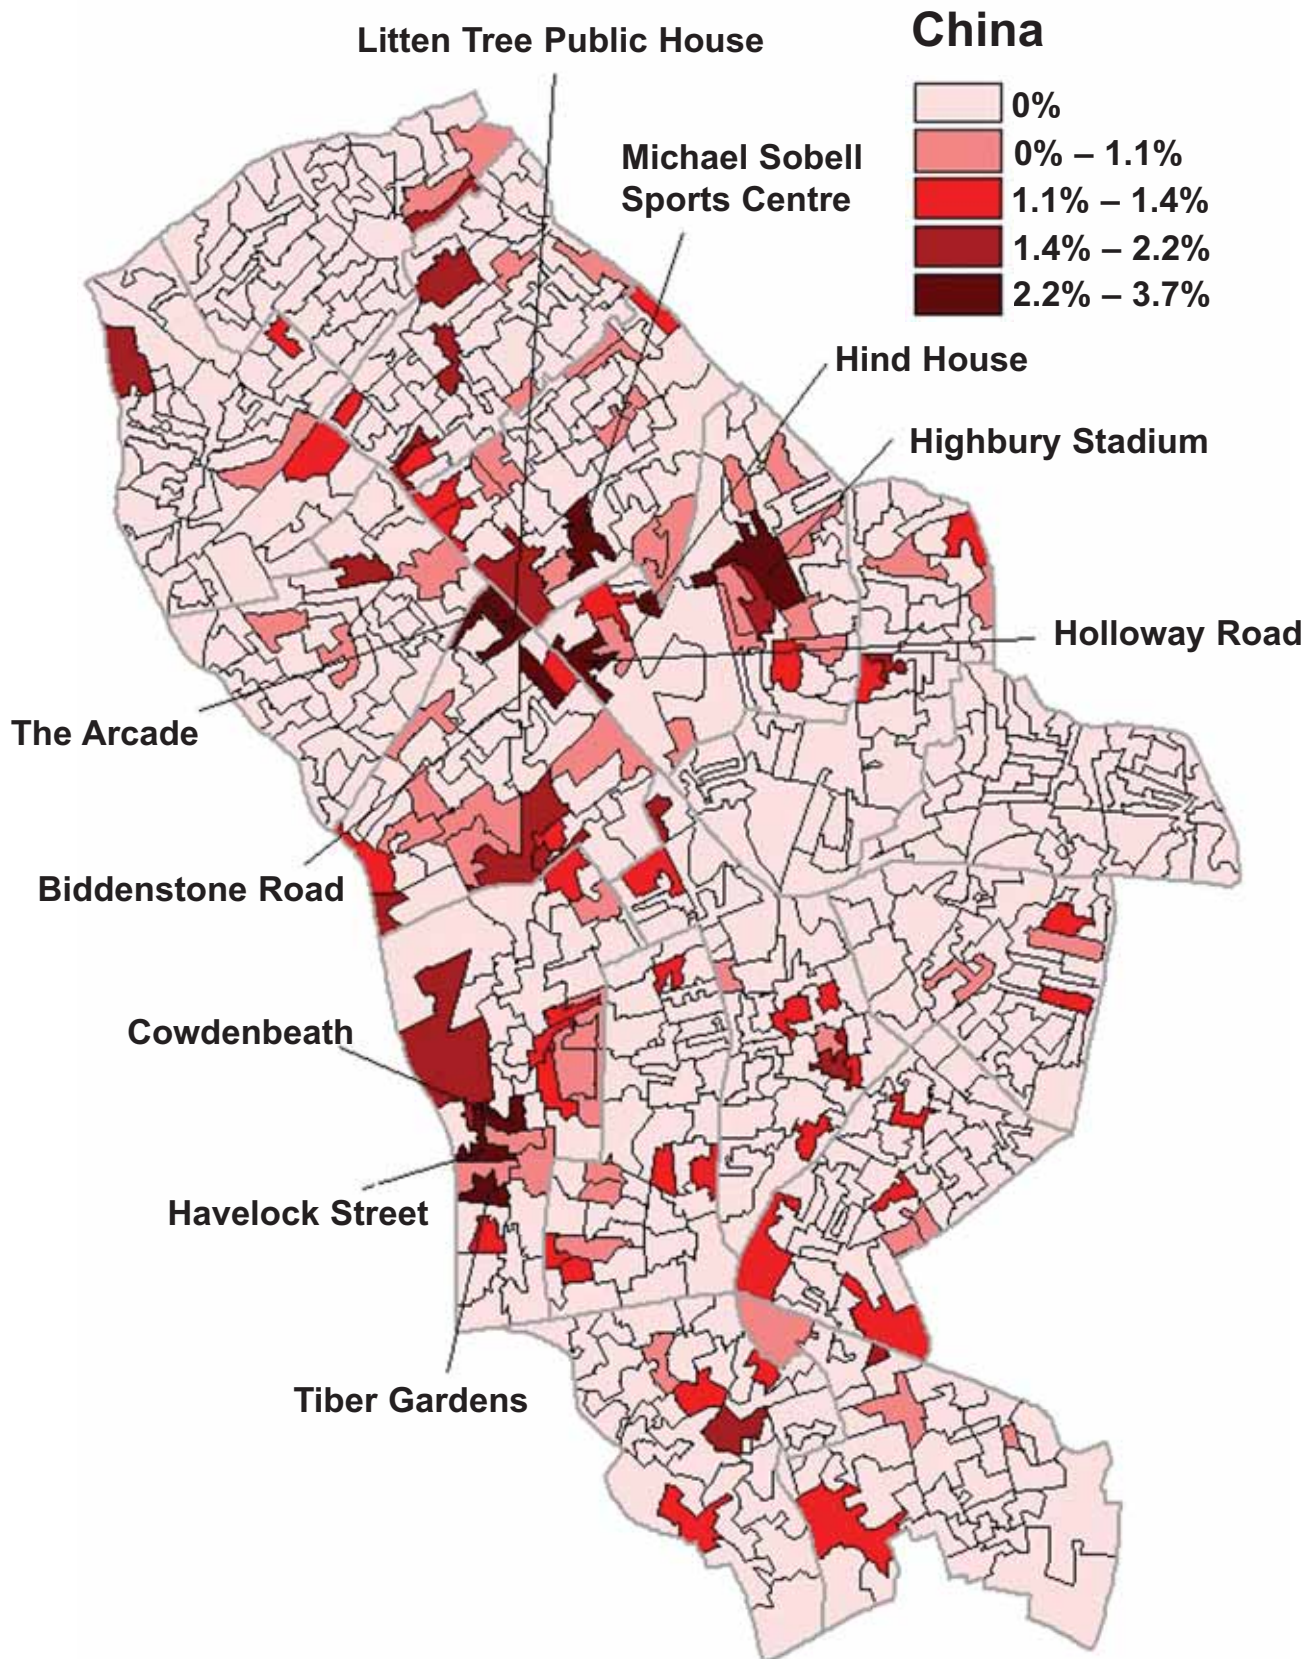 Litten Tree Public House
China
0%
0% – 1.1%
1.1% – 1.4%
1.4% – 2.2%
2.2% – 3.7%
Michael Sobell
Sports Centre
Hind House
Highbury Stadium
Holloway Road
The Arcade
Biddenstone Road
Cowdenbeath
Havelock Street
Tiber Gardens